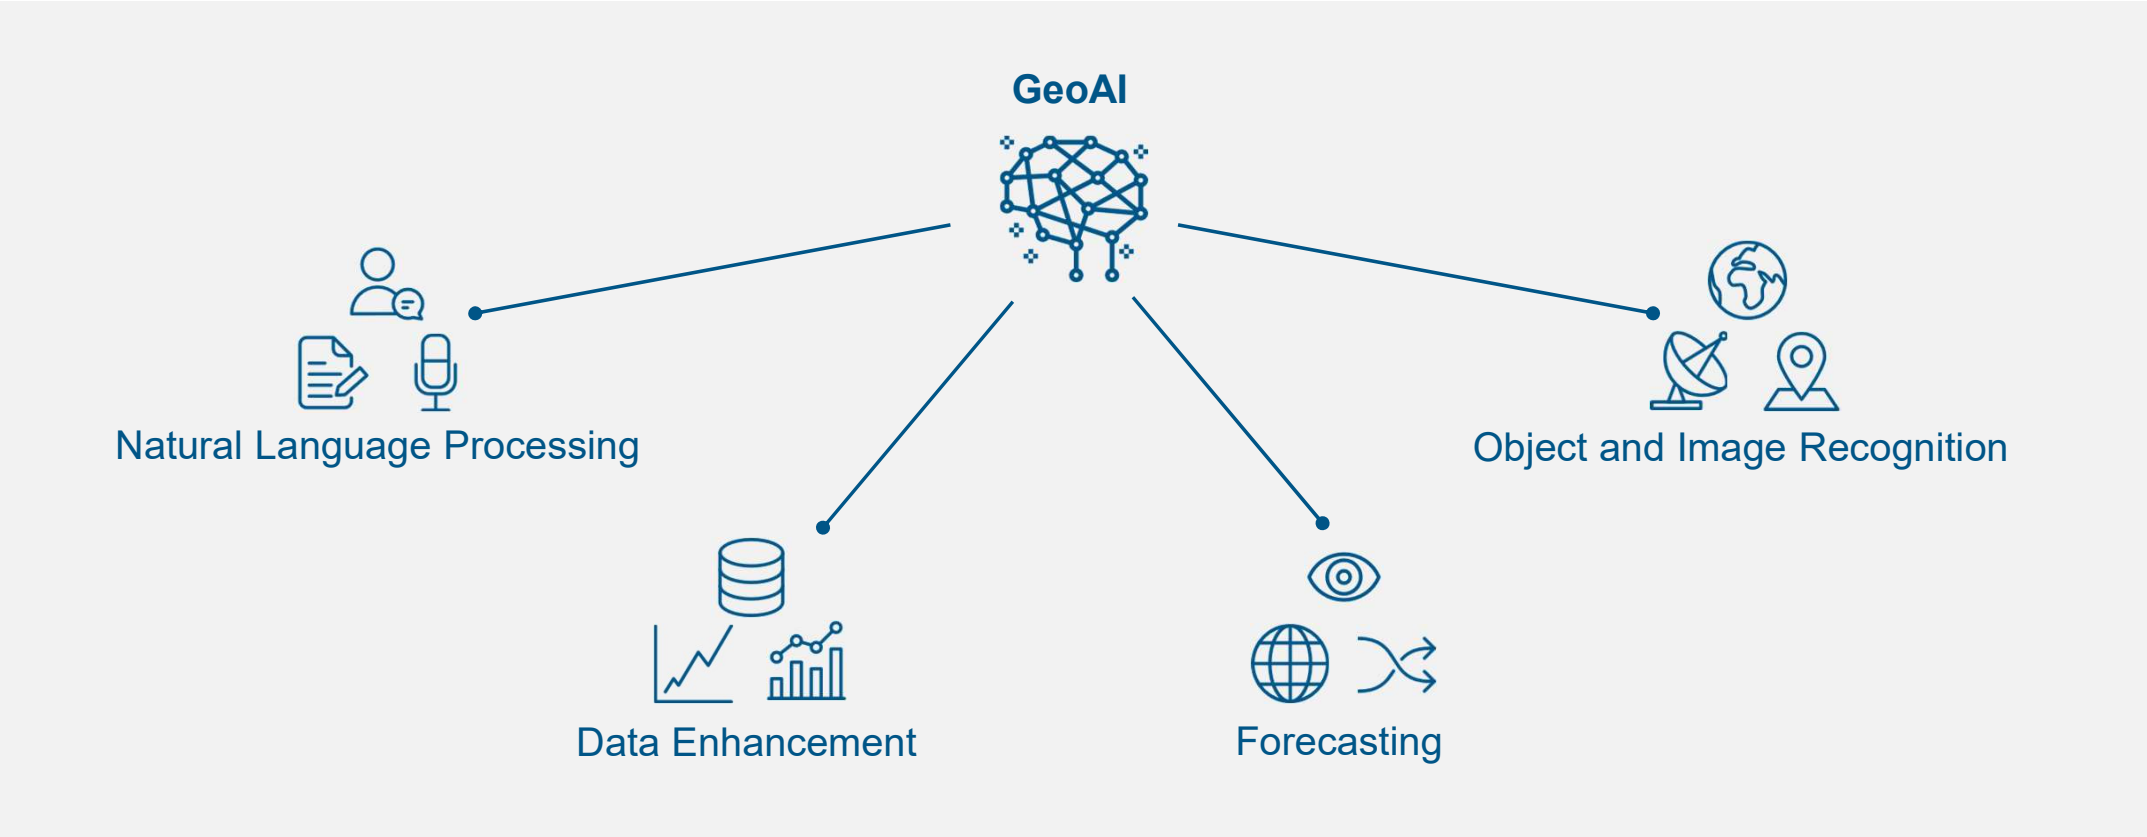 GeoAI
Natural Language Processing
Object and Image Recognition
Data Enhancement
Forecasting